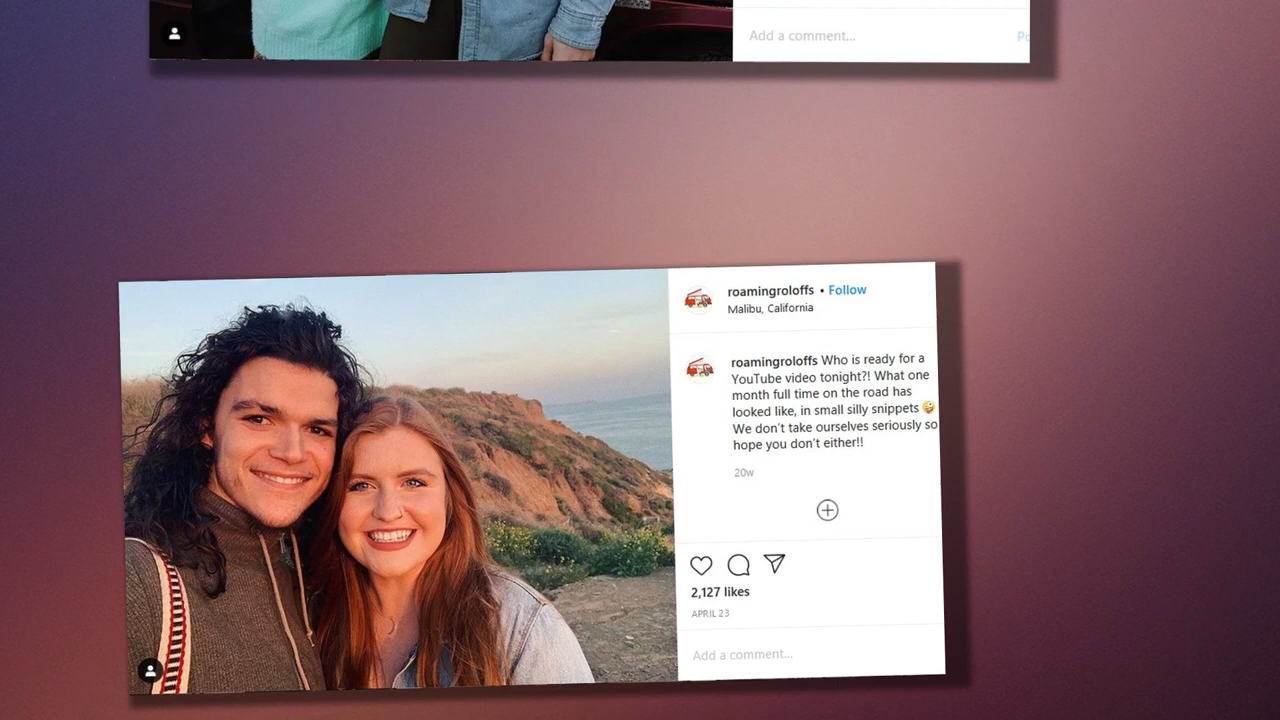 Add a comment...
roamingroloffs • Follow
Malibu, California
roamingroloffs Who is ready for a
YouTube video tonight?! What one
month full time on the road has
looked like, in small silly snippets 🤪
We don't take ourselves seriously so
hope you don't either!!
20w
2,127 likes
APRIL 23
Add a comment...